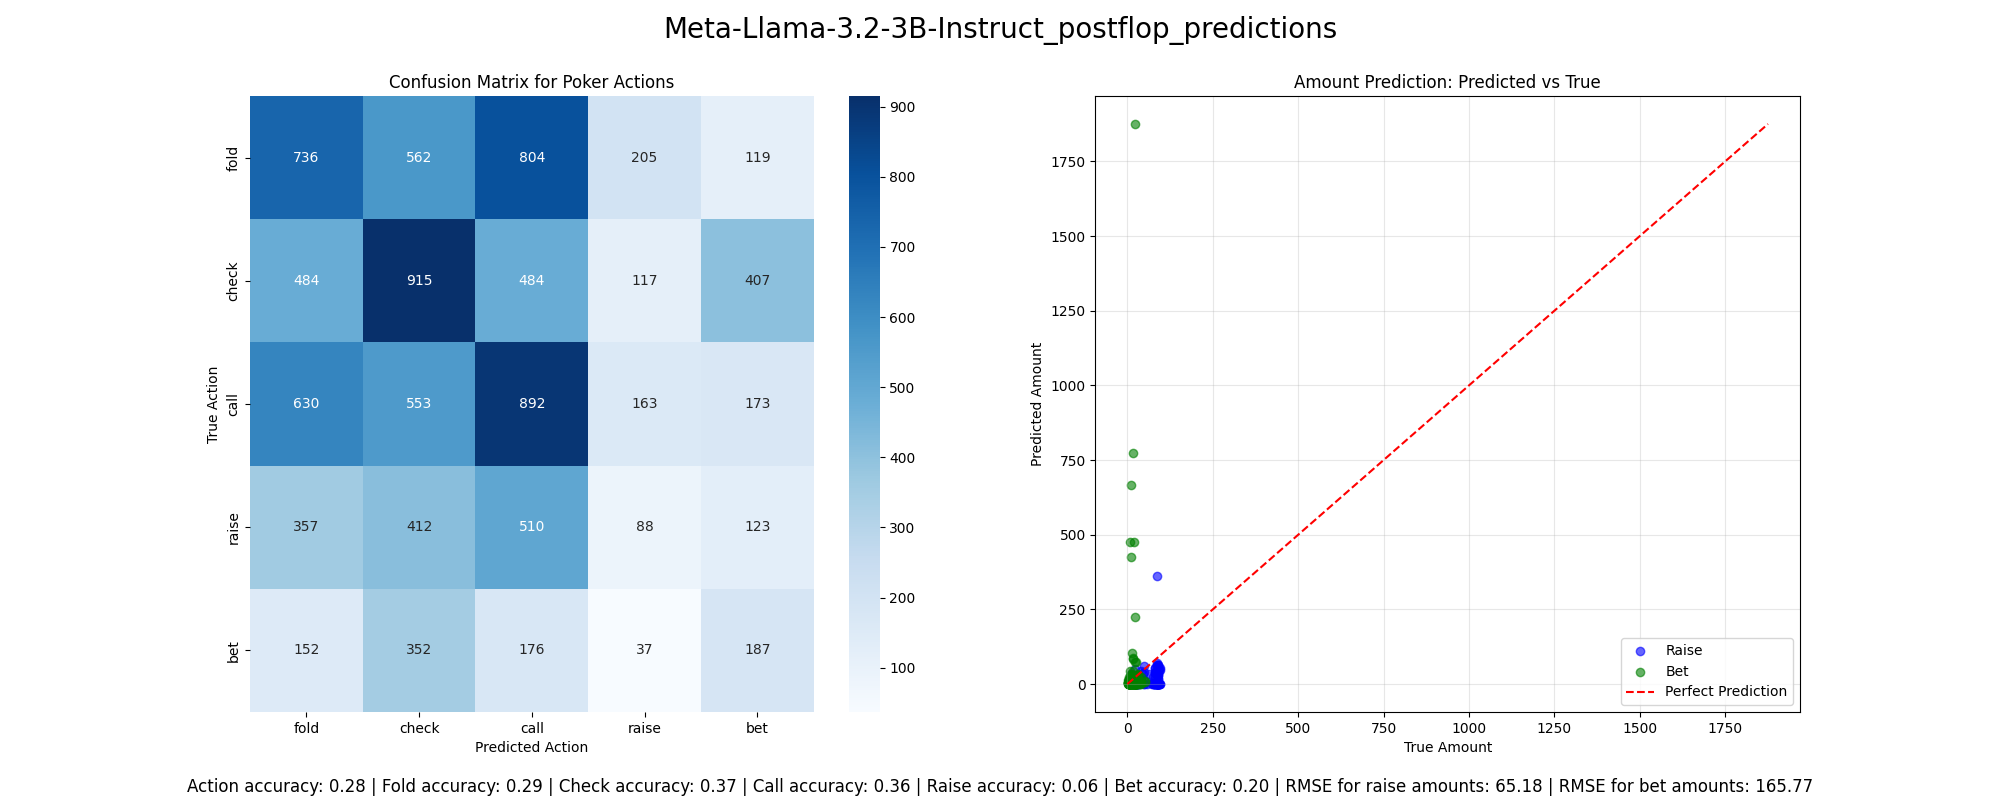 Meta-Llama-3.2-3B-Instruct_postflop_predictions
Confusion Matrix for Poker Actions
fold
check
call
raise
bet
True Action
736 562 804 205 119
484 915 484 117 407
630 553 892 163 173
357 412 510 88 123
152 352 176 37 187
fold check call raise bet
Predicted Action
900
800
700
600
500
400
300
200
100
Amount Prediction: Predicted vs True
Predicted Amount
1750
1500
1250
1000
750
500
250
0
0 250 500 750 1000 1250 1500 1750
True Amount
Raise
Bet
Perfect Prediction
Action accuracy: 0.28 | Fold accuracy: 0.29 | Check accuracy: 0.37 | Call accuracy: 0.36 | Raise accuracy: 0.06 | Bet accuracy: 0.20 | RMSE for raise amounts: 65.18 | RMSE for bet amounts: 165.77